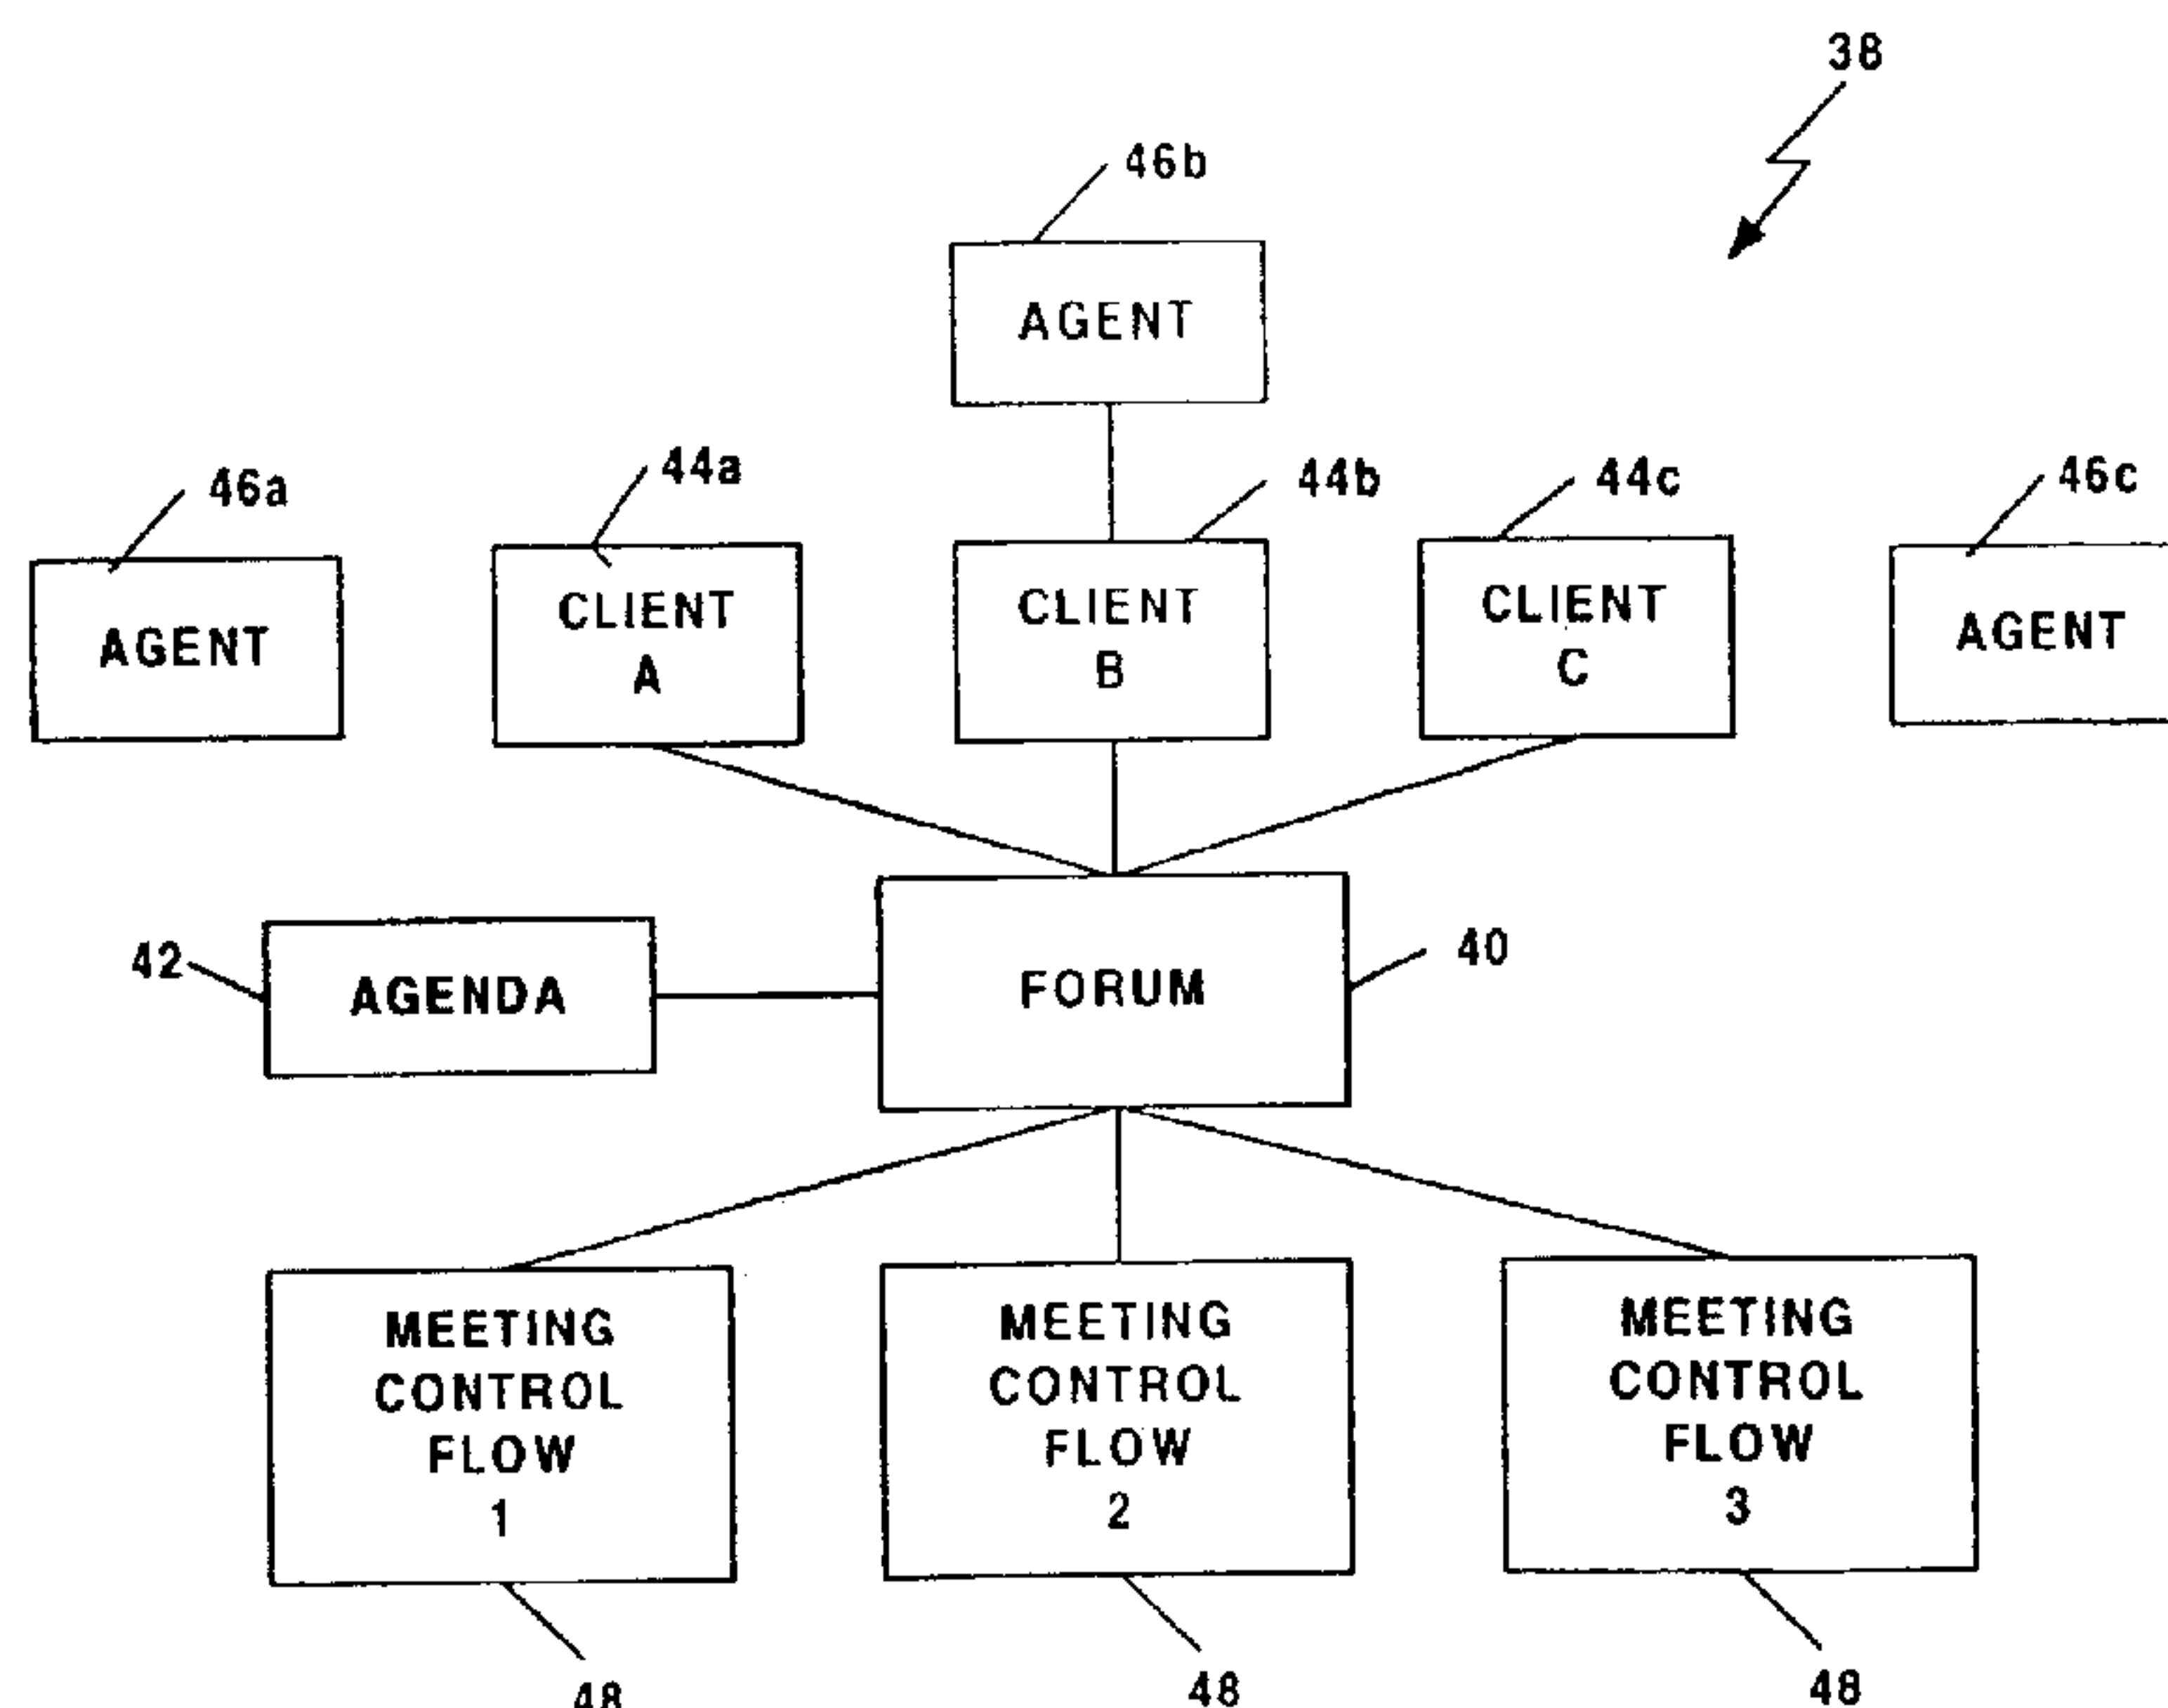 38
46b
AGENT
46a
44a
44b
44c
46c
AGENT
CLIENT
A
CLIENT
B
CLIENT
C
AGENT
42
AGENDA
FORUM
40
MEETING
CONTROL
FLOW
1
MEETING
CONTROL
FLOW
2
MEETING
CONTROL
FLOW
3
48
48
48